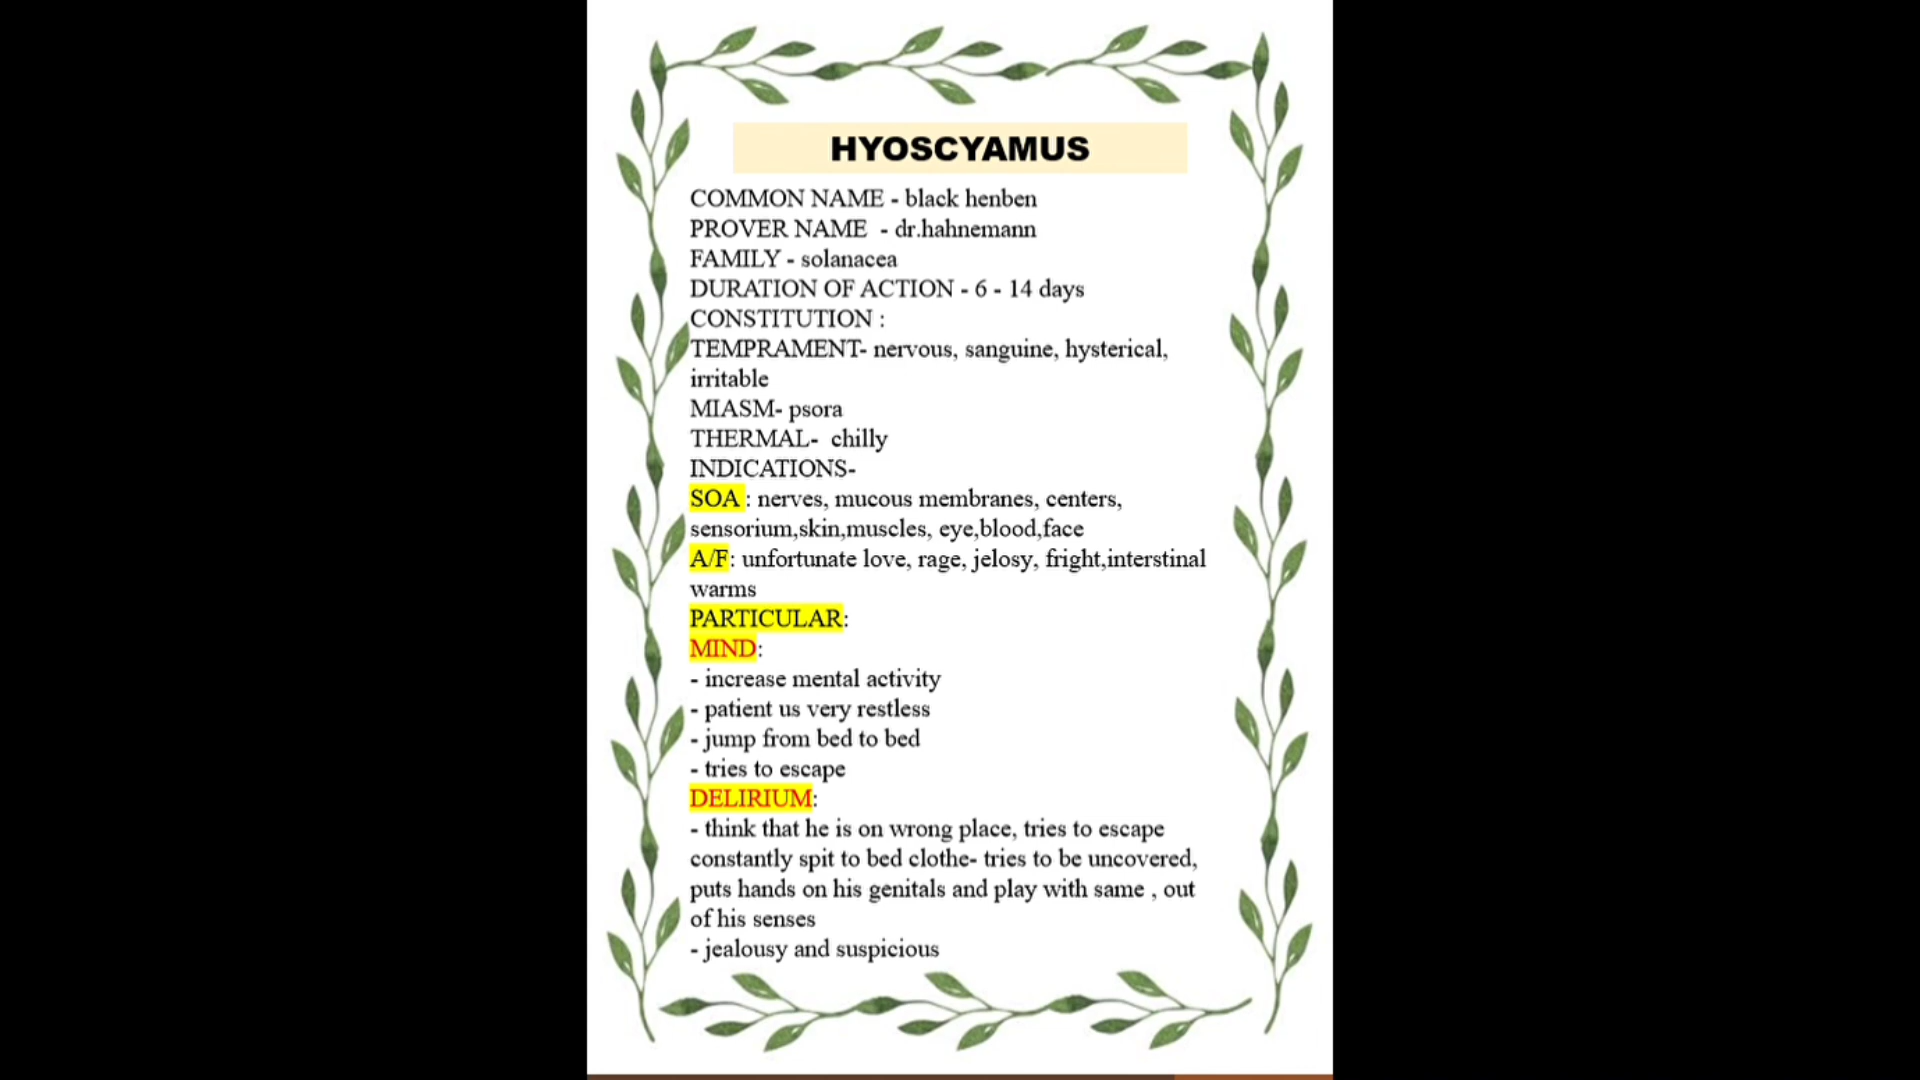 HYOSCYAMUS
COMMON NAME - black henben
PROVER NAME - dr.hahnemann
FAMILY - solanacea
DURATION OF ACTION - 6 - 14 days
CONSTITUTION :
TEMPRAMENT- nervous, sanguine, hysterical,
irritable
MIASM- psora
THERMAL- chilly
INDICATIONS-
SOA : nerves, mucous membranes, centers,
sensorium,skin,muscles, eye,blood,face
A/F: unfortunate love, rage, jelosy, fright,interstinal
warms
PARTICULAR:
MIND:
- increase mental activity
- patient us very restless
- jump from bed to bed
- tries to escape
DELIRIUM:
- think that he is on wrong place, tries to escape
constantly spit to bed clothe- tries to be uncovered,
puts hands on his genitals and play with same , out
of his senses
- jealousy and suspicious